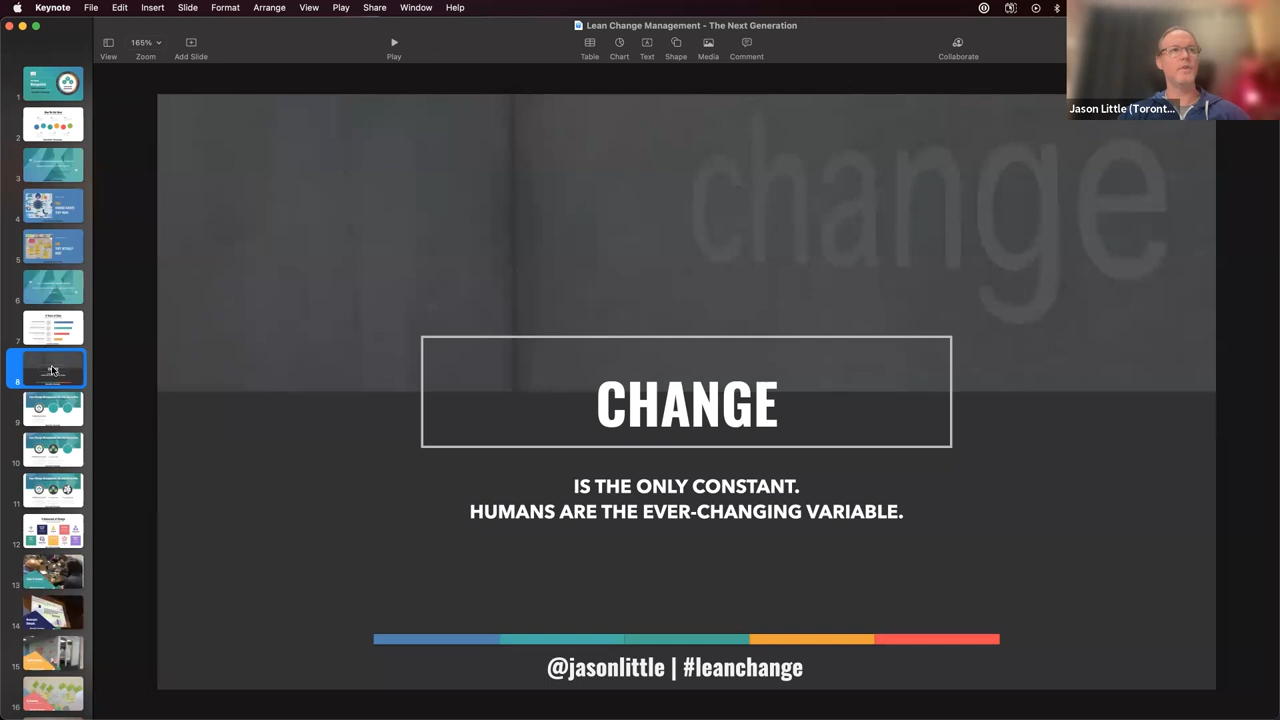 Keynote File Edit Insert Slide Format Arrange View Play Share Window Help
Lean Change Management - The Next Generation
165%
View Zoom Add Slide Play Table Chart Text Shape Media Comment Collaborate
Jason Little (Toront...
change
CHANGE
IS THE ONLY CONSTANT.
HUMANS ARE THE EVER-CHANGING VARIABLE.
@jasonlittle | #leanchange
1
2
3
4
5
6
7
8
9
10
11
12
13
14
15
16